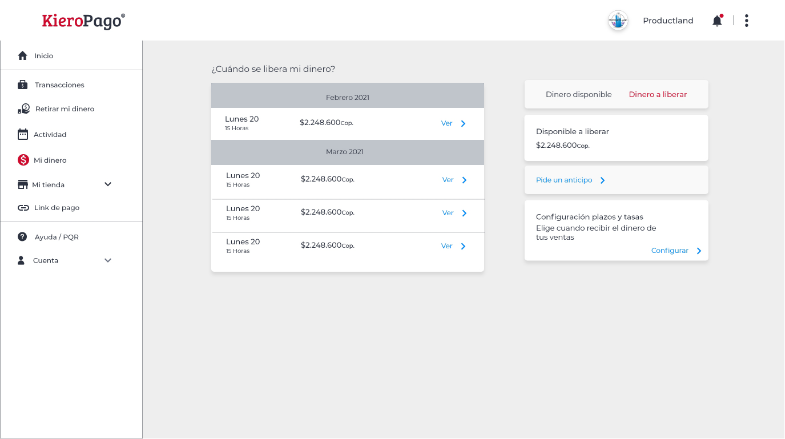 KieroPago
Productland
Inicio
Transacciones
Retirar mi dinero
Actividad
Mi dinero
Mi tienda
Link de pago
Ayuda / PQR
Cuenta
¿Cuándo se libera mi dinero?
Febrero 2021
Lunes 20 $2.248.600Cop. Ver
15 Horas
Marzo 2021
Lunes 20 $2.248.600Cop. Ver
15 Horas
Lunes 20 $2.248.600Cop. Ver
15 Horas
Lunes 20 $2.248.600Cop. Ver
15 Horas
Dinero disponible Dinero a liberar
Disponible a liberar
$2.248.600Cop.
Pide un anticipo
Configuración plazos y tasas
Elige cuando recibir el dinero de
tus ventas
Configurar